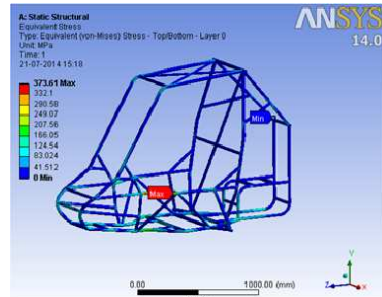 A: Static Structural
Equivalent Stress
Type: Equivalent (von-Mises) Stress - Top/Bottom - Layer 0
Unit: MPa
Time: 1
21-07-2014 15:18
373.61 Max
332.1
290.58
249.07
207.56
166.05
124.54
83.024
41.512
0 Min
ANSYS
14.0
Min
Max
0.00
1000.00 (mm)
Y
Z
X